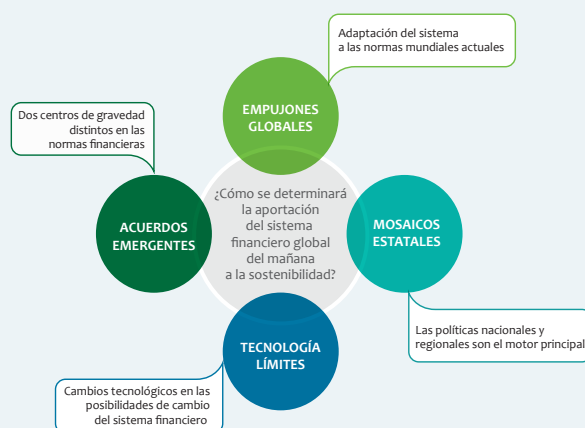 Adaptación del sistema
a las normas mundiales actuales
EMPUJONES
GLOBALES
Dos centros de gravedad
distintos en las
normas financieras
ACUERDOS
EMERGENTES
¿Cómo se determinará
la aportación
del sistema
financiero global
del mañana
a la sostenibilidad?
MOSAICOS
ESTATALES
Las políticas nacionales y
regionales son el motor principal
TECNOLOGÍA
LÍMITES
Cambios tecnológicos en las
posibilidades de cambio
del sistema financiero